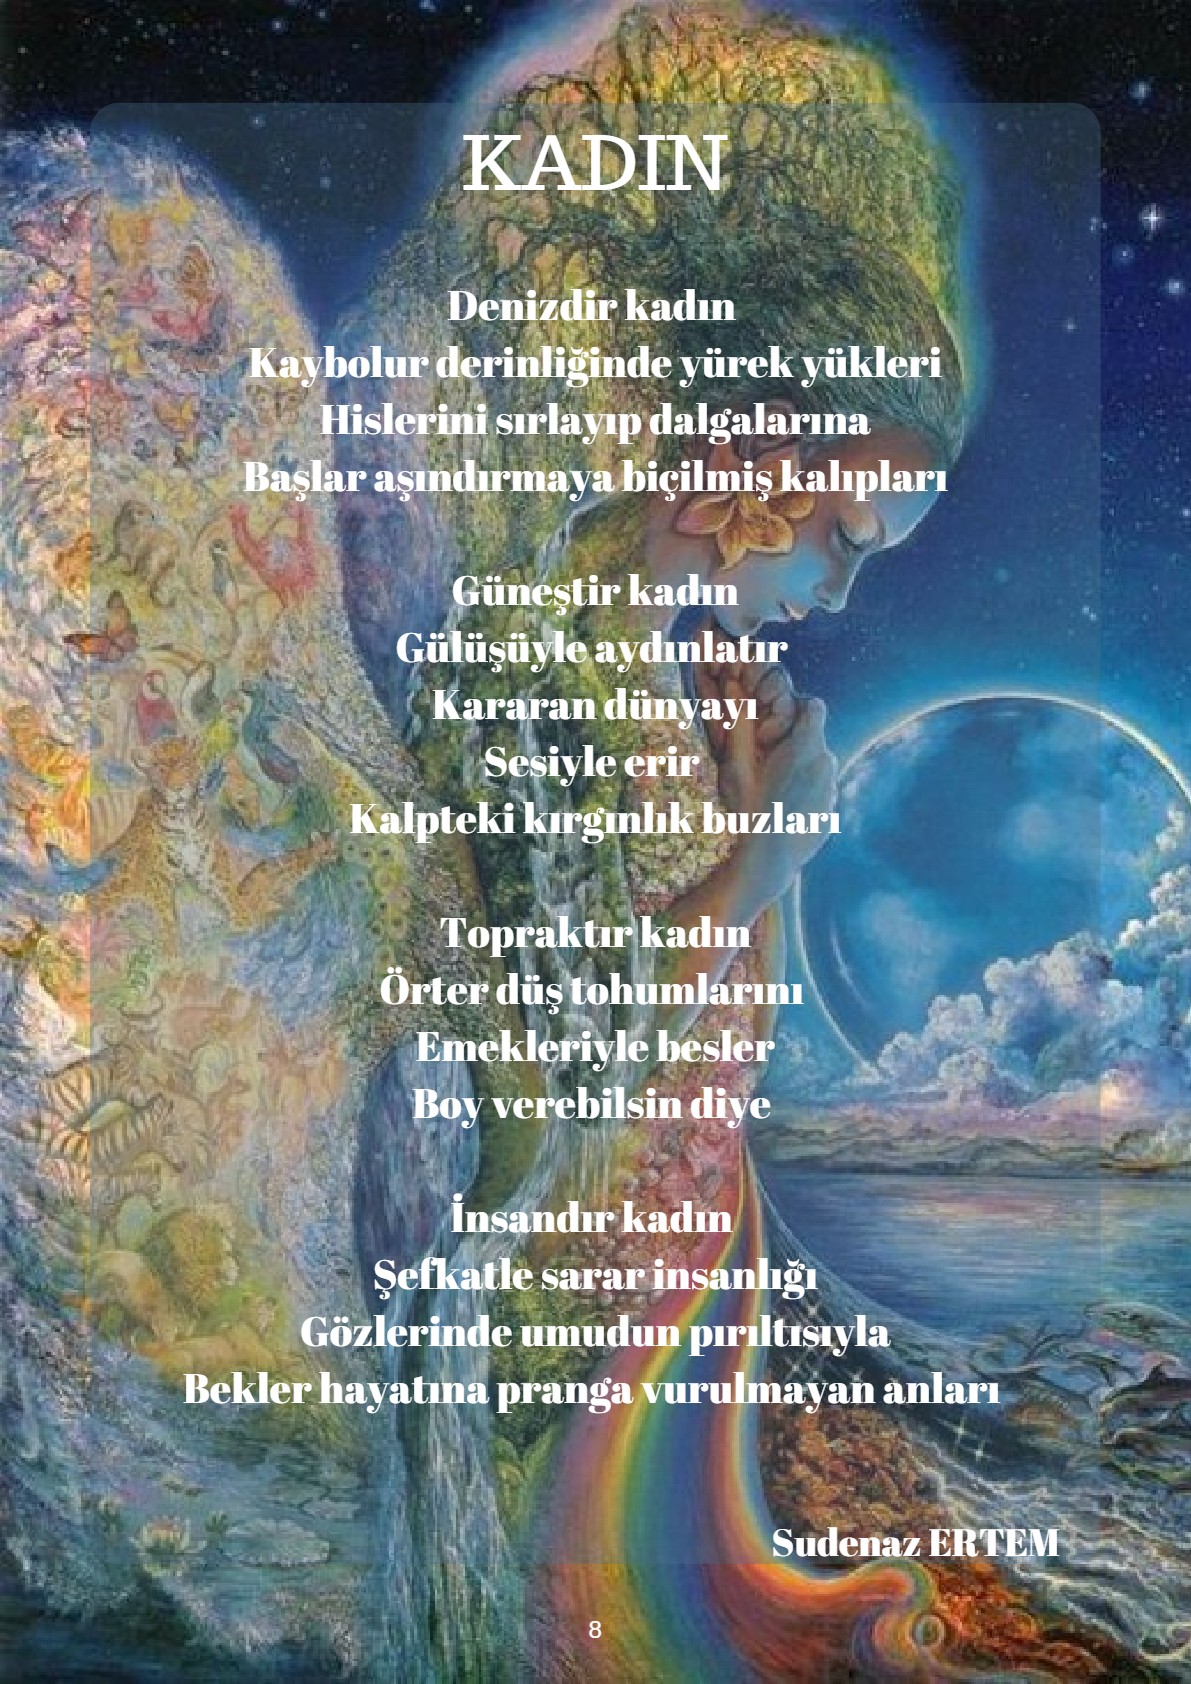 KADIN
Denizdir kadın
Kaybolur derinliğinde yürek yükleri
Hislerini sırlayıp dalgalarına
Başlar aşındırmaya biçilmiş kalıpları
Güneştir kadın
Gülüşüyle aydınlatır
Kararan dünyayı
Sesiyle erir
Kalpteki kırgınlık buzları
Topraktır kadın
Örter düş tohumlarını
Emekleriyle besler
Boy verebilsin diye
İnsandır kadın
Şefkatle sarar insanlığı
Gözlerinde umudun pırıltısıyla
Bekler hayatına pranga vurulmayan anları
Sudenaz ERTEM
8